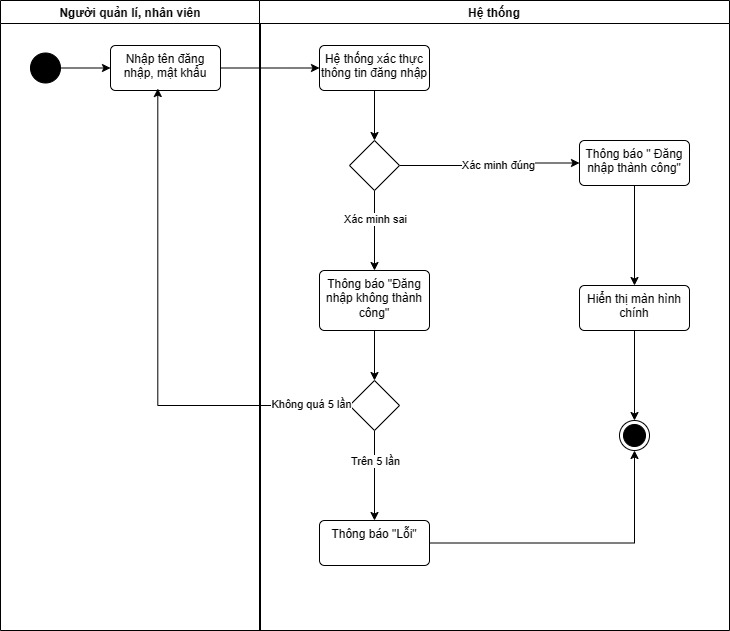 Người quản lí, nhân viên
Hệ thống
Nhập tên đăng
nhập, mật khẩu
Hệ thống xác thực
thông tin đăng nhập
Xác minh đúng
Thông báo " Đăng
nhập thành công"
Xác minh sai
Thông báo "Đăng
nhập không thành
công"
Hiển thị màn hình
chính
Không quá 5 lần
Trên 5 lần
Thông báo "Lỗi"